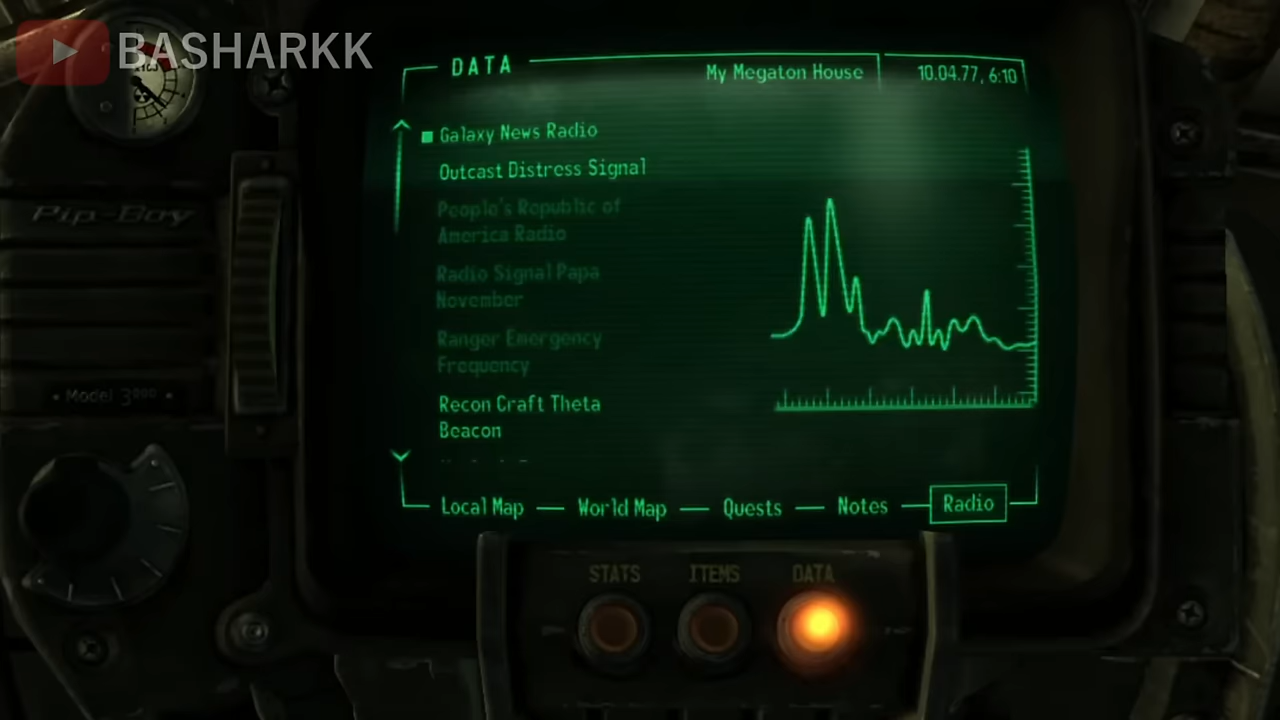 BASHARKK
DATA
My Megaton House
10.04.77, 6:10
Galaxy News Radio
Outcast Distress Signal
People's Republic of
America Radio
Radio Signal Papa
November
Ranger Emergency
Frequency
Recon Craft Theta
Beacon
Pip-Boy
Model 3000
Local Map
World Map
Quests
Notes
Radio
STATS
ITEMS
DATA